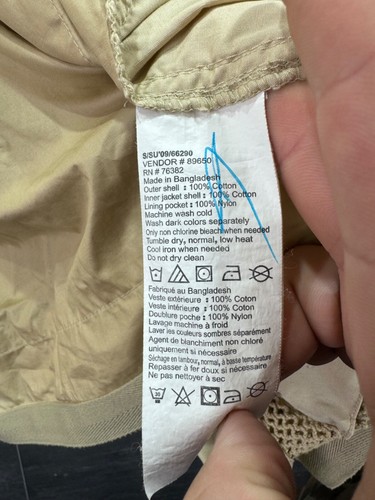 S/SU'09/66290
VENDOR # 89650
RN # 76382
Made in Bangladesh
Outer shell : 100% Cotton
Inner jacket shell : 100% Cotton
Lining pocket : 100% Nylon
Machine wash cold
Wash dark colors separately
Only non chlorine bleach when needed
Tumble dry, normal, low heat
Cool iron when needed
Do not dry clean
Fabriqué au Bangladesh
Veste extérieure : 100% Coton
Veste intérieure : 100% Coton
Doublure poche : 100% Nylon
Lavage machine à froid
Laver les couleurs sombres séparément
Agent de blanchiment non chloré
uniquement si nécessaire
Séchage en tambour, normal, à basse température
Repasser à fer doux si nécessaire
Ne pas nettoyer à sec